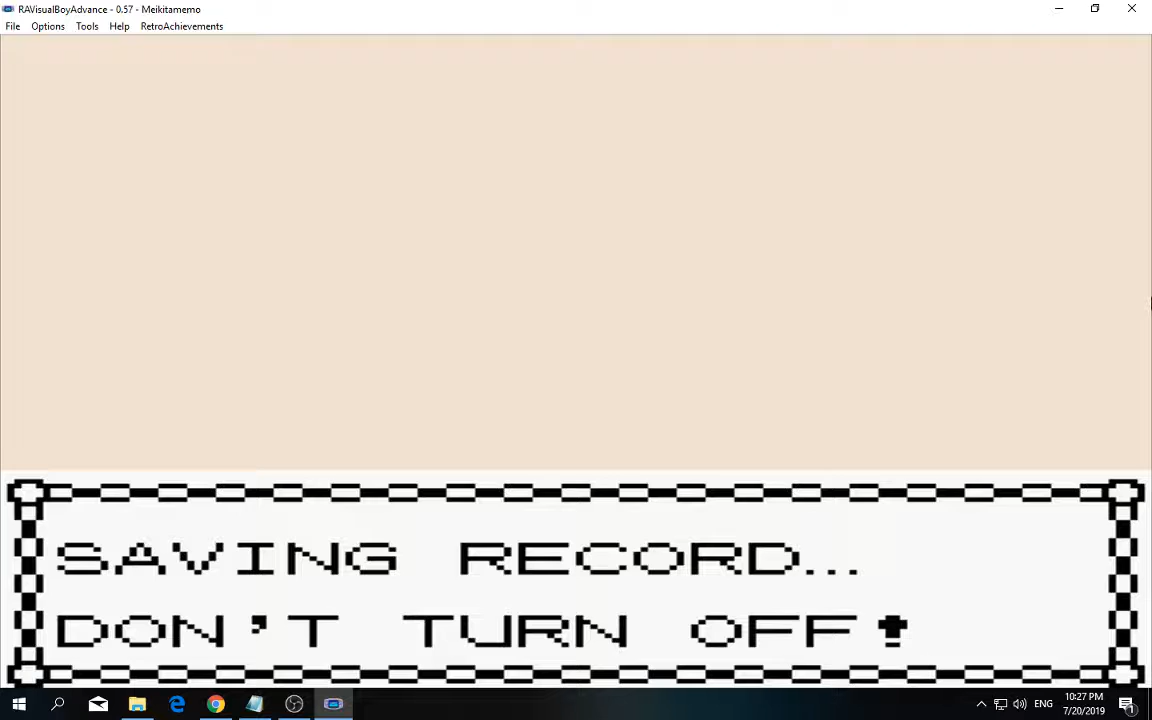 RAVisualBoyAdvance - 0.57 - Meikitamemo
File Options Tools Help RetroAchievements
SAVING RECORD...
DON'T TURN OFF!
ENG
10:27 PM
7/20/2019
1